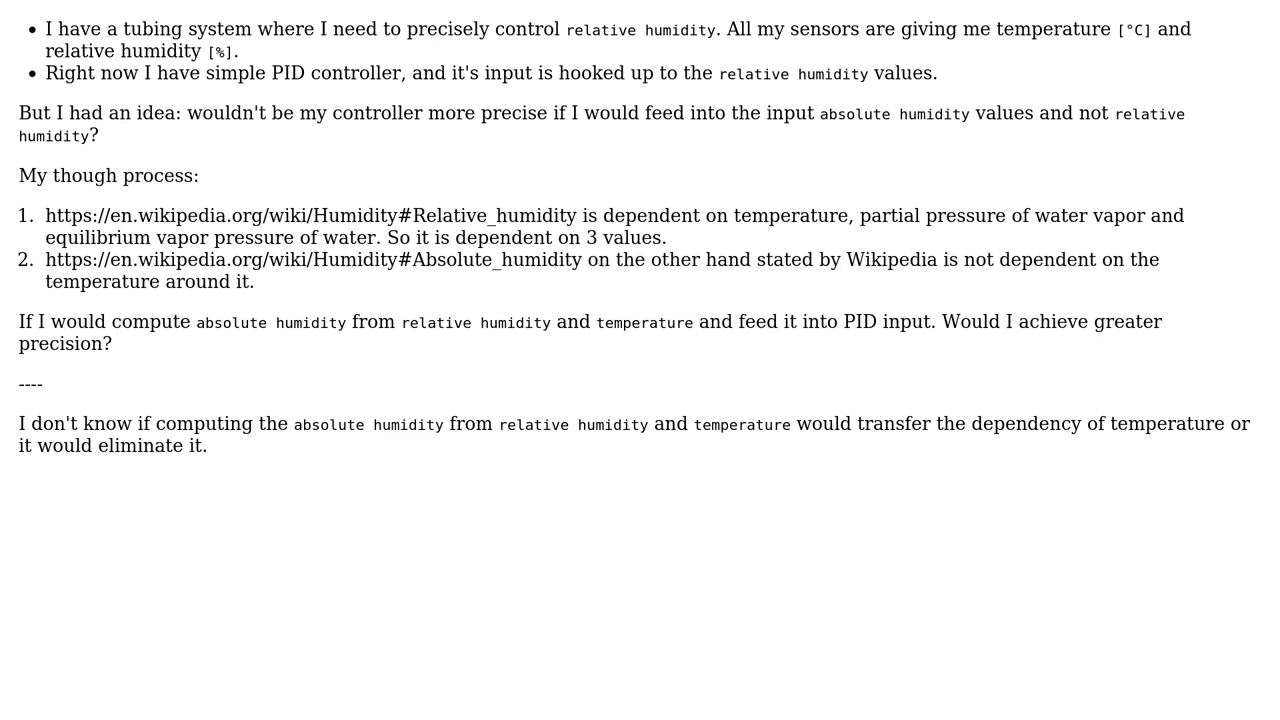 • I have a tubing system where I need to precisely control relative humidity. All my sensors are giving me temperature [°C] and
relative humidity [%].
• Right now I have simple PID controller, and it's input is hooked up to the relative humidity values.
But I had an idea: wouldn't be my controller more precise if I would feed into the input absolute humidity values and not relative
humidity?
My though process:
1. https://en.wikipedia.org/wiki/Humidity#Relative_humidity is dependent on temperature, partial pressure of water vapor and
equilibrium vapor pressure of water. So it is dependent on 3 values.
2. https://en.wikipedia.org/wiki/Humidity#Absolute_humidity on the other hand stated by Wikipedia is not dependent on the
temperature around it.
If I would compute absolute humidity from relative humidity and temperature and feed it into PID input. Would I achieve greater
precision?
----
I don't know if computing the absolute humidity from relative humidity and temperature would transfer the dependency of temperature or
it would eliminate it.